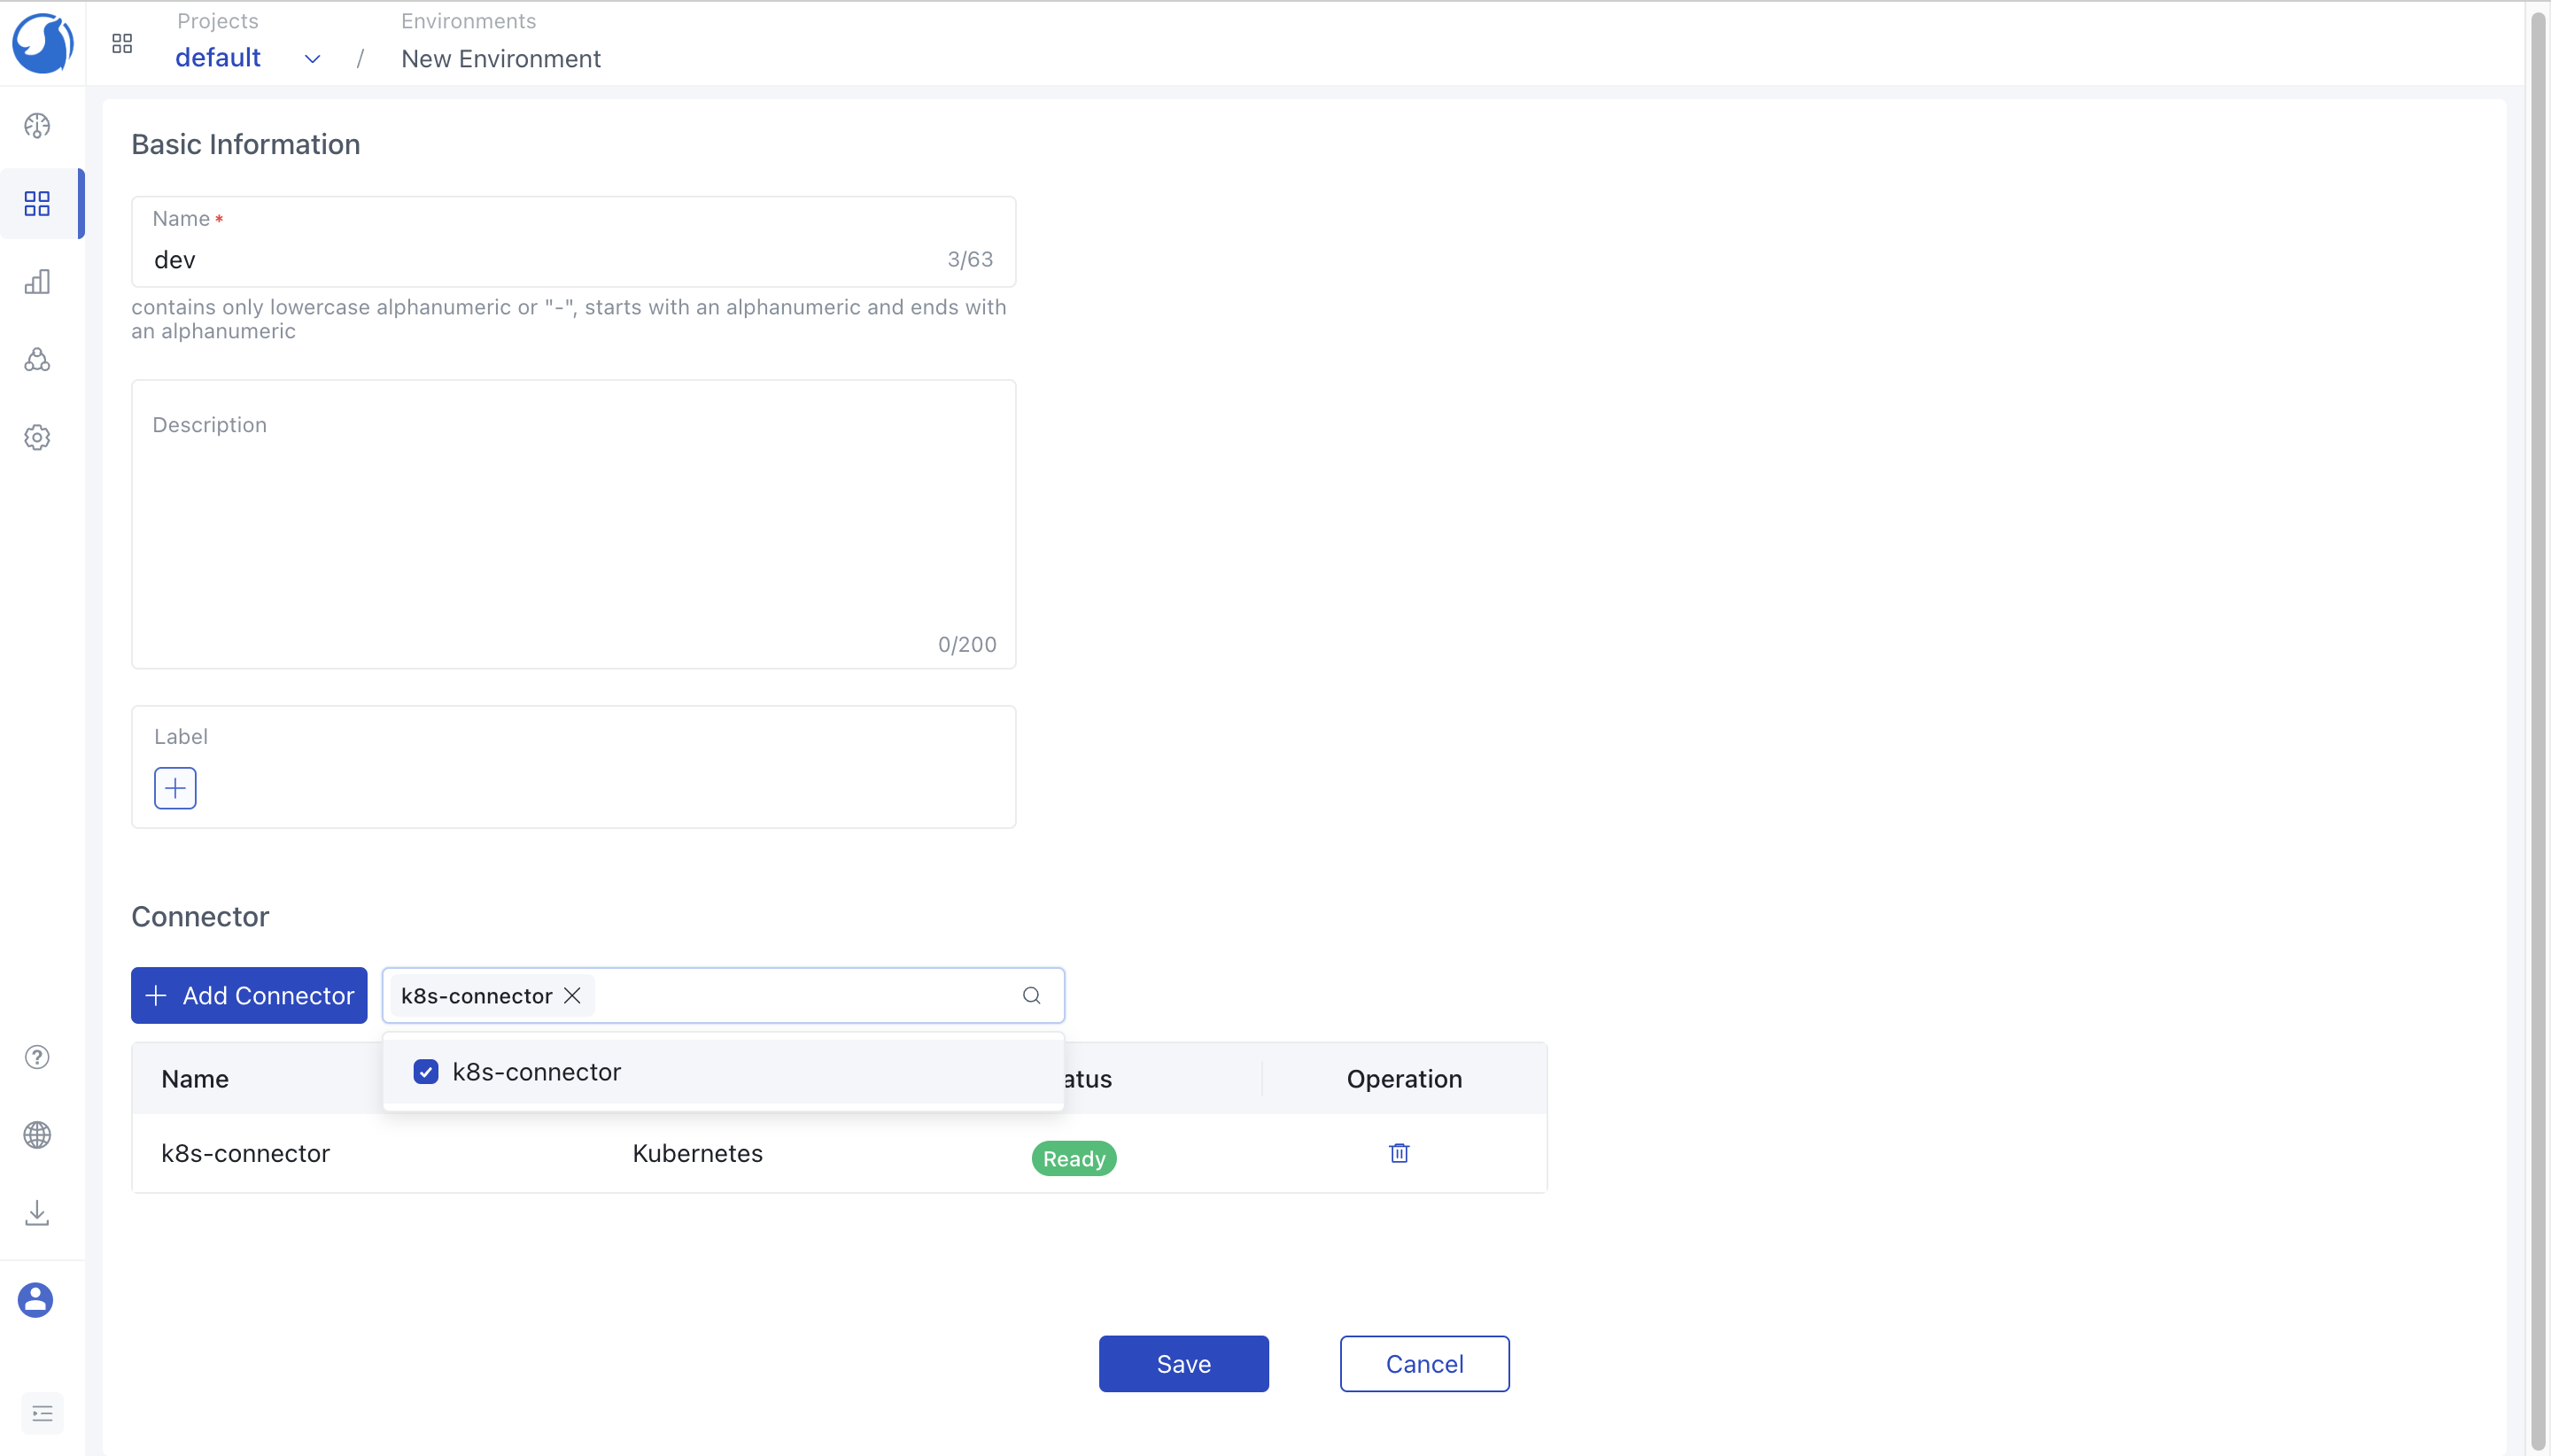 Projects
default
/
Environments
New Environment
Basic Information
Name *
dev
3/63
contains only lowercase alphanumeric or "-", starts with an alphanumeric and ends with
an alphanumeric
Description
0/200
Label
Connector
Add Connector
k8s-connector
k8s-connector
Name
atus
Operation
k8s-connector
Kubernetes
Ready
Save
Cancel